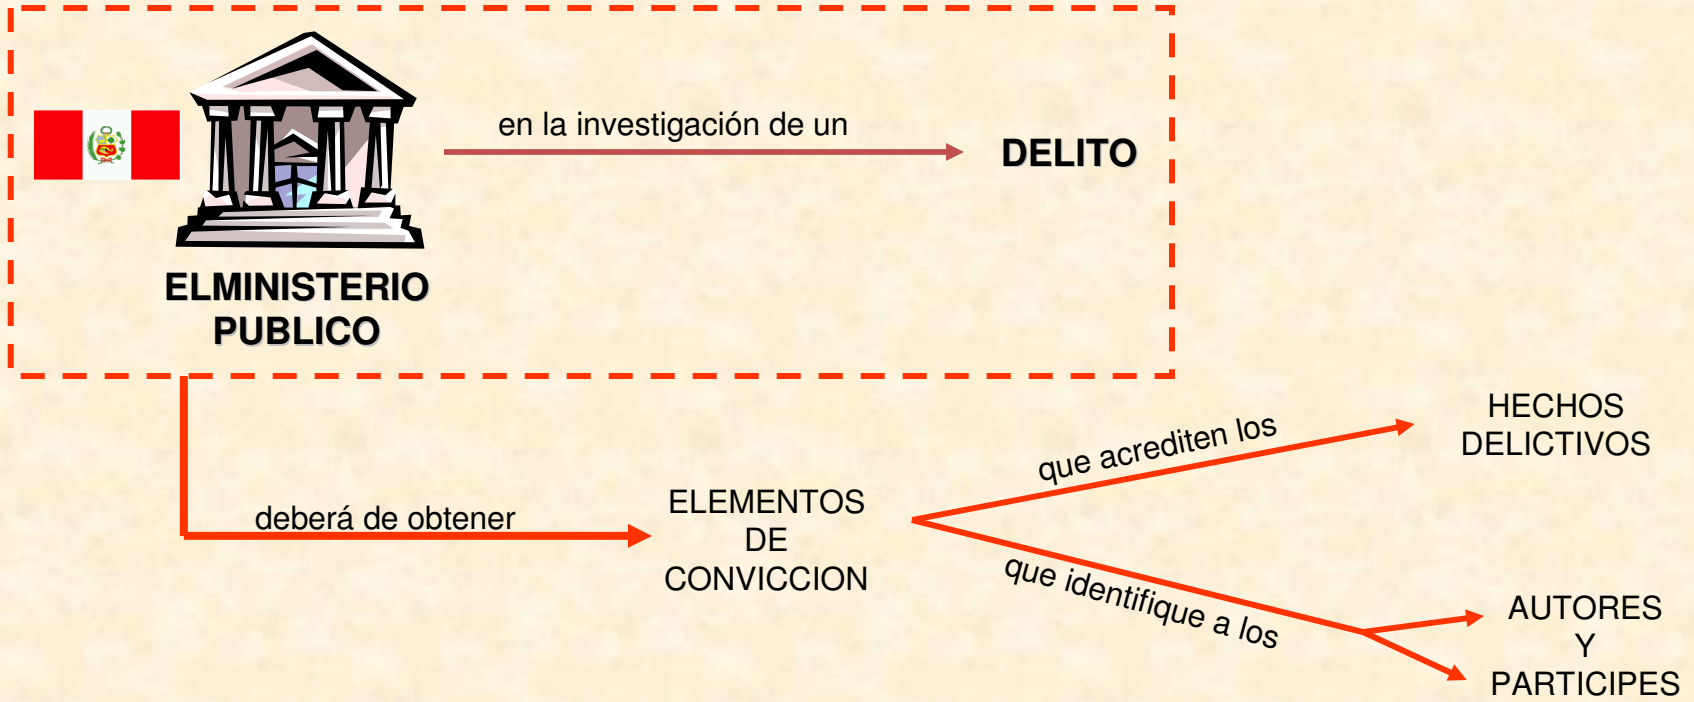 en la investigación de un
DELITO
ELMINISTERIO
PUBLICO
deberá de obtener
ELEMENTOS
DE
CONVICCION
que acrediten los
HECHOS
DELICTIVOS
que identifique a los
AUTORES
Y
PARTICIPES